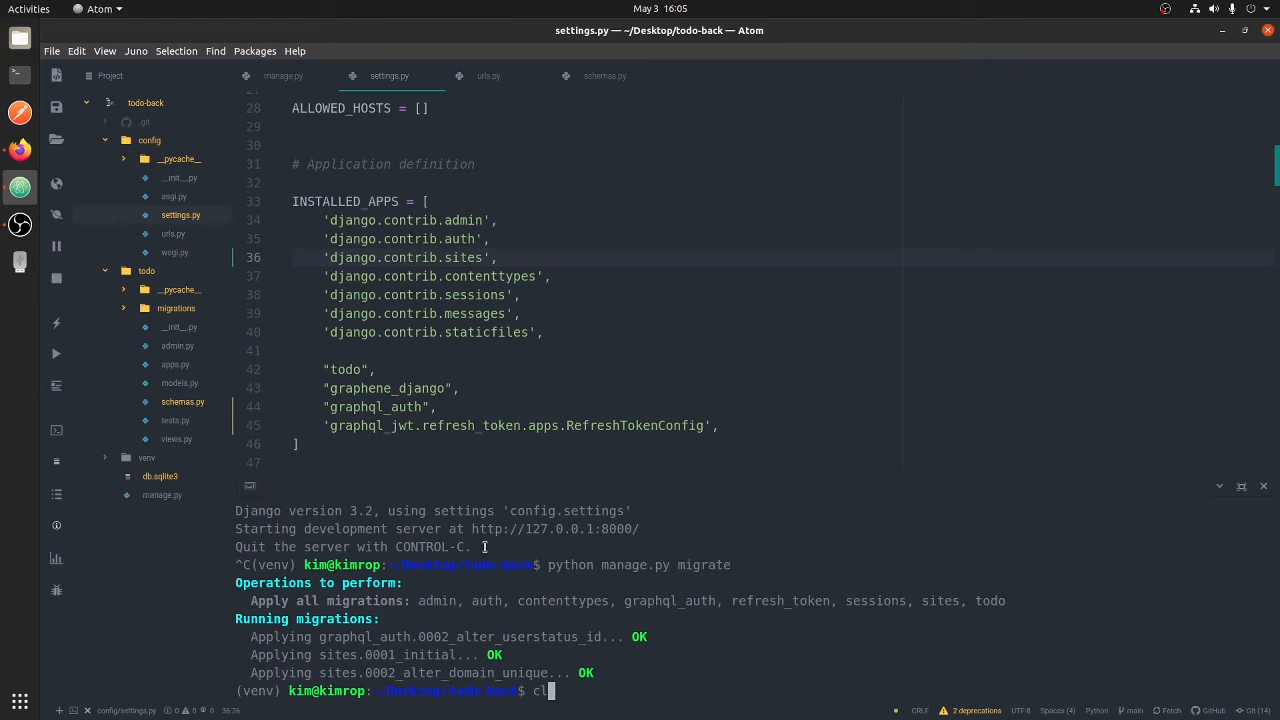 Activities
Atom
May 3 16:05
settings.py — ~/Desktop/todo-back — Atom
File Edit View Juno Selection Find Packages Help
Project
manage.py
settings.py
urls.py
schemas.py
todo-back
.git
config
__pycache__
__init__.py
asgi.py
settings.py
urls.py
wsgi.py
todo
__pycache__
migrations
__init__.py
admin.py
apps.py
models.py
schemas.py
tests.py
views.py
venv
db.sqlite3
manage.py
28 ALLOWED_HOSTS = []
29
30
31 # Application definition
32
33 INSTALLED_APPS = [
34 'django.contrib.admin',
35 'django.contrib.auth',
36 'django.contrib.sites',
37 'django.contrib.contenttypes',
38 'django.contrib.sessions',
39 'django.contrib.messages',
40 'django.contrib.staticfiles',
41
42 "todo",
43 "graphene_django",
44 "graphql_auth",
45 'graphql_jwt.refresh_token.apps.RefreshTokenConfig',
46 ]
47
Django version 3.2, using settings 'config.settings'
Starting development server at http://127.0.0.1:8000/
Quit the server with CONTROL-C.
^C(venv) kim@kimrop:~/Desktop/todo-back$ python manage.py migrate
Operations to perform:
Apply all migrations: admin, auth, contenttypes, graphql_auth, refresh_token, sessions, sites, todo
Running migrations:
Applying graphql_auth.0002_alter_userstatus_id... OK
Applying sites.0001_initial... OK
Applying sites.0002_alter_domain_unique... OK
(venv) kim@kimrop:~/Desktop/todo-back$ cl
config/settings.py 0 0 0 36:26
CRLF 2 deprecations UTF-8 Spaces (4) Python main Fetch GitHub Git (14)